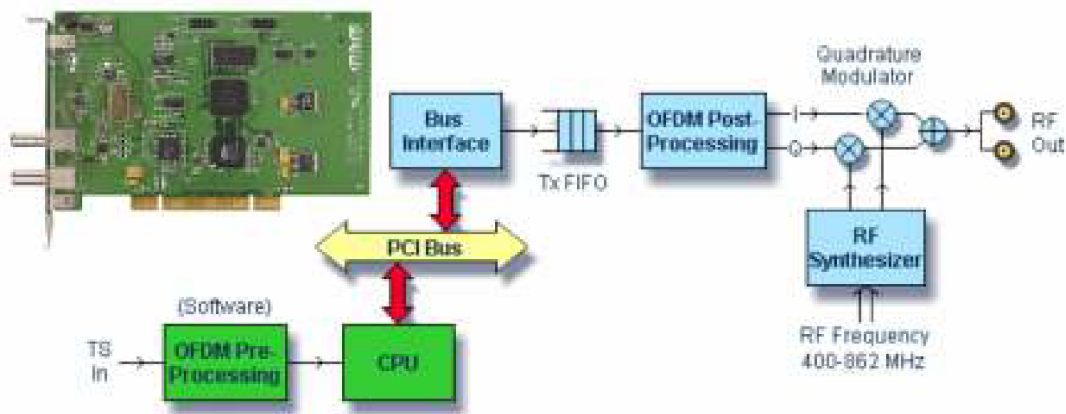 Quadrature
Modulator
Bus
Interface
Tx FIFO
OFDM Post-
Processing
I
Q
RF
Out
RF
Synthesizer
RF Frequency
400-862 MHz
PCI Bus
(Software)
TS
In
OFDM Pre-
Processing
CPU